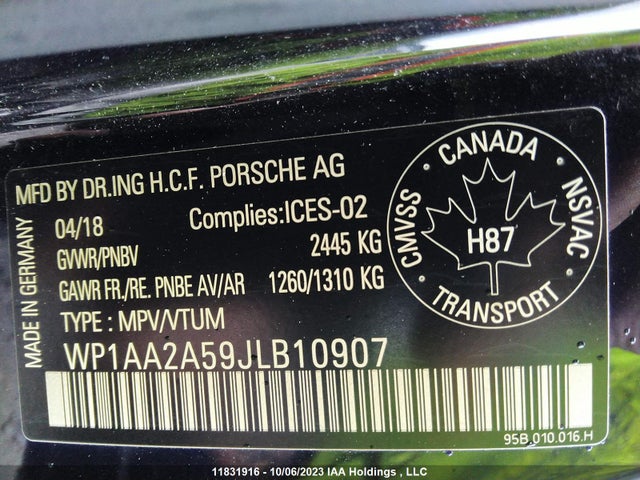 MFD BY DR.ING H.C.F. PORSCHE AG
04/18 Complies:ICES-02
GVWR/PNBV 2445 KG
GAWR FR./RE. PNBE AV/AR 1260/1310 KG
TYPE : MPV/VTUM
WP1AA2A59JLB10907
MADE IN GERMANY
CANADA
CMVSS
NSVAC
H87
TRANSPORT
95B.010.016.H
11831916 - 10/06/2023 IAA Holdings , LLC